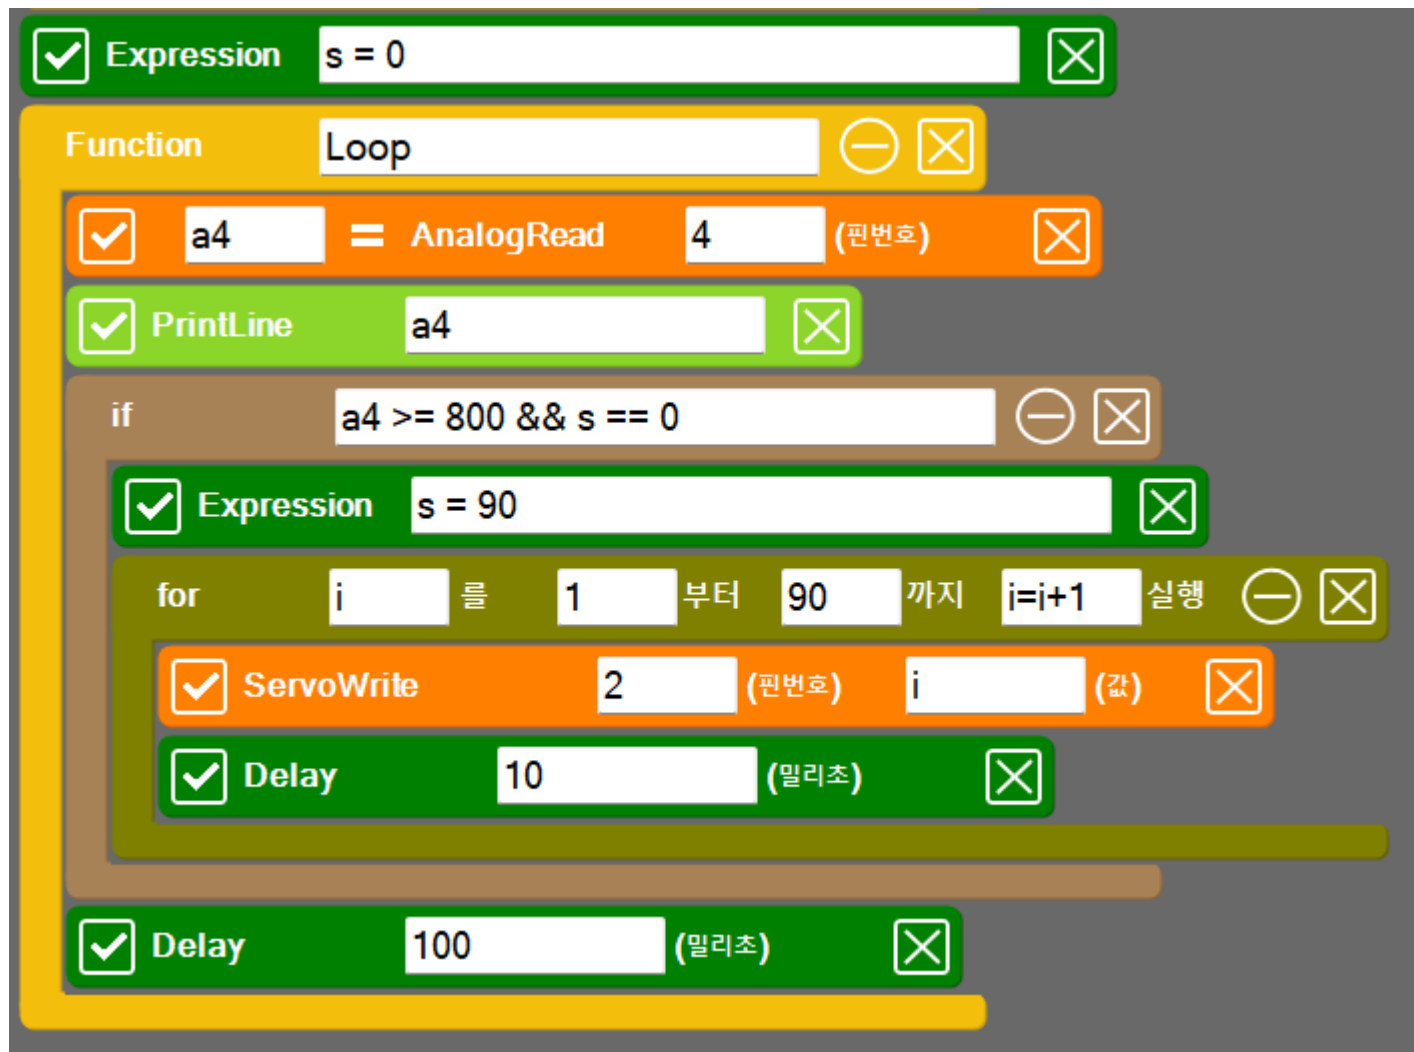 Expression s = 0
Function Loop
a4 = AnalogRead 4 (핀번호)
PrintLine a4
if a4 >= 800 && s == 0
Expression s = 90
for i 를 1 부터 90 까지 i=i+1 실행
ServoWrite 2 (핀번호) i (값)
Delay 10 (밀리초)
Delay 100 (밀리초)